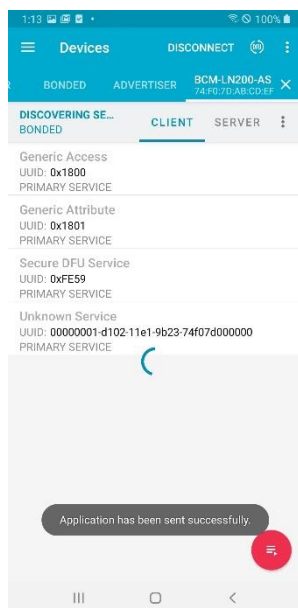 1:13 100%
Devices DISCONNECT
R BONDED ADVERTISER BCM-LN200-AS
74:F0:7D:AB:CD:EF
DISCOVERING SE... CLIENT SERVER
BONDED
Generic Access
UUID: 0x1800
PRIMARY SERVICE
Generic Attribute
UUID: 0x1801
PRIMARY SERVICE
Secure DFU Service
UUID: 0xFE59
PRIMARY SERVICE
Unknown Service
UUID: 00000001-d102-11e1-9b23-74f07d000000
PRIMARY SERVICE
Application has been sent successfully.